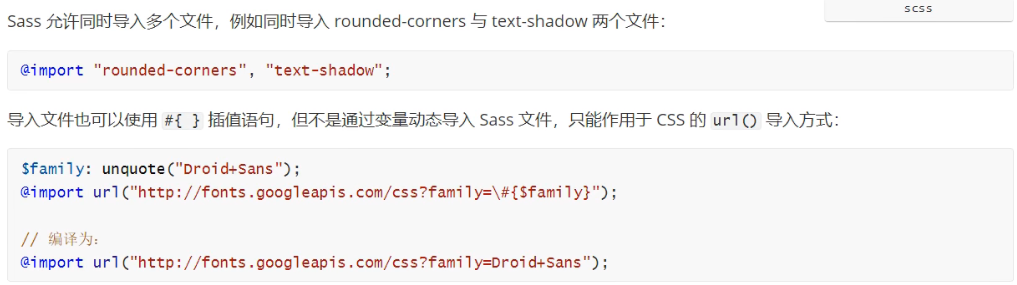 scss
Sass 允许同时导入多个文件，例如同时导入 rounded-corners 与 text-shadow 两个文件：
@import "rounded-corners", "text-shadow";
导入文件也可以使用 #{ } 插值语句，但不是通过变量动态导入 Sass 文件，只能作用于 CSS 的 url() 导入方式：
$family: unquote("Droid+Sans");
@import url("http://fonts.googleapis.com/css?family=\#{$family}");
// 编译为：
@import url("http://fonts.googleapis.com/css?family=Droid+Sans");